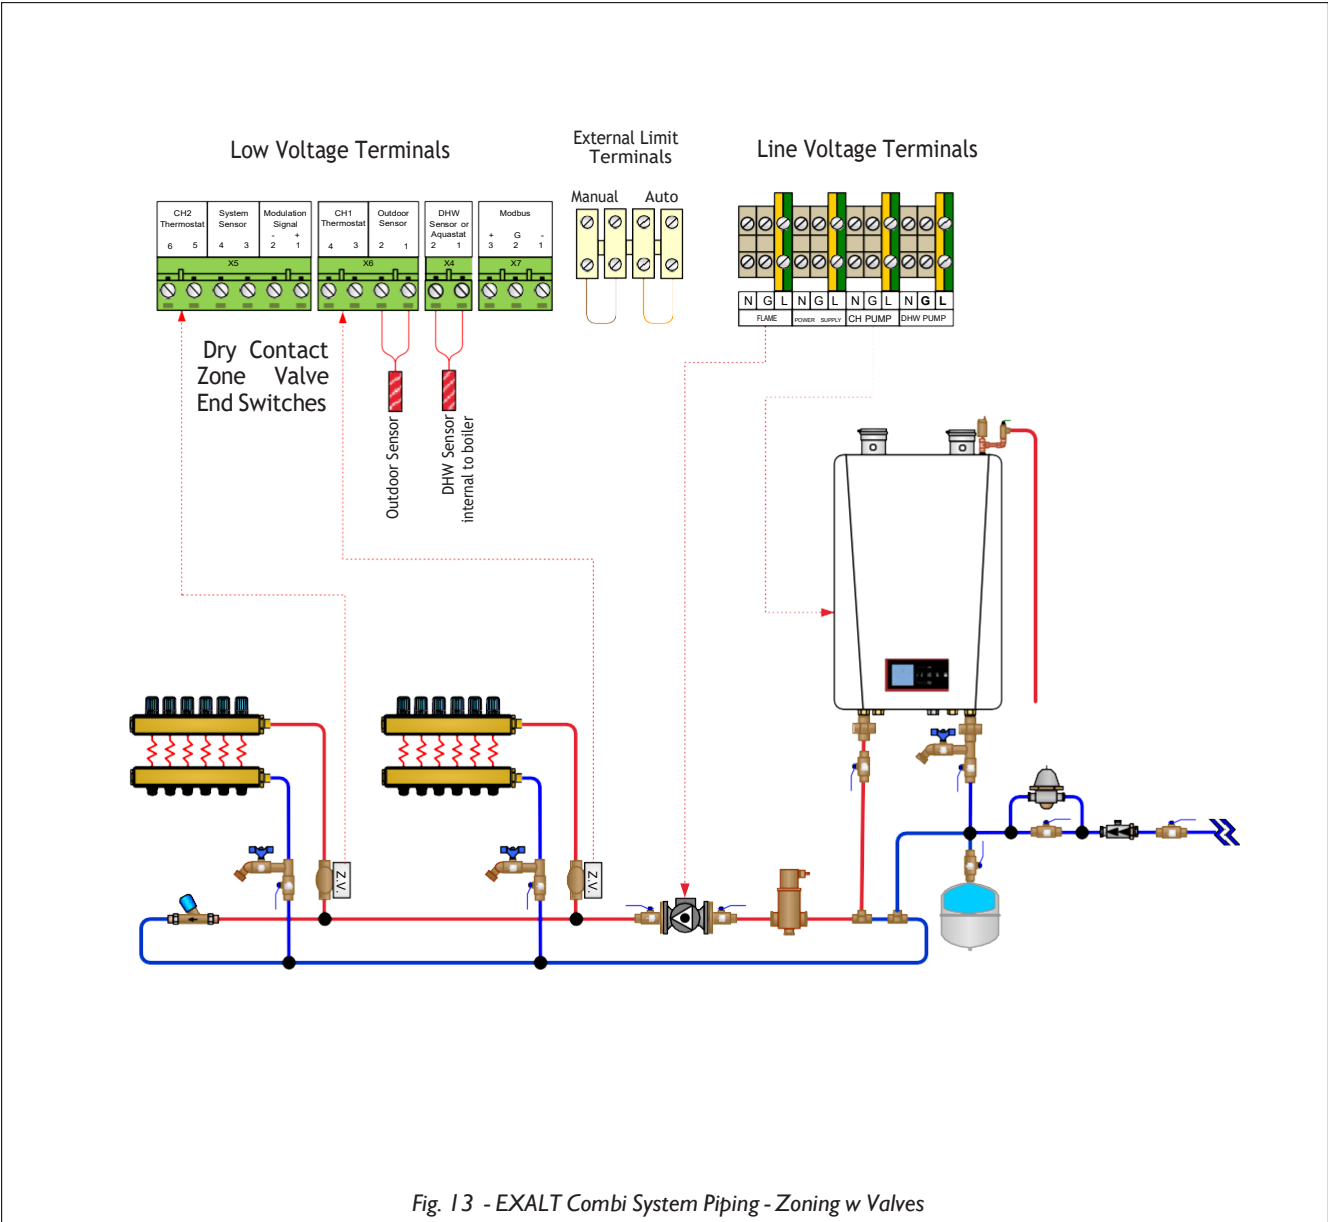 Low Voltage Terminals
External Limit
Terminals
Line Voltage Terminals
Manual Auto
CH2
Thermostat
6 5
System
Sensor
4 3
Modulation
Signal
- +
2 1
X5
CH1
Thermostat
4 3
Outdoor
Sensor
2 1
X6
DHW
Sensor or
Aquastat
2 1
X4
Modbus
+ G -
3 2 1
X7
N G L N G L N G L N G L
FLAME POWER SUPPLY CH PUMP DHW PUMP
Dry Contact
Zone Valve
End Switches
Outdoor Sensor
DHW Sensor
internal to boiler
Z.V.
Z.V.
Fig. 13 - EXALT Combi System Piping - Zoning w Valves